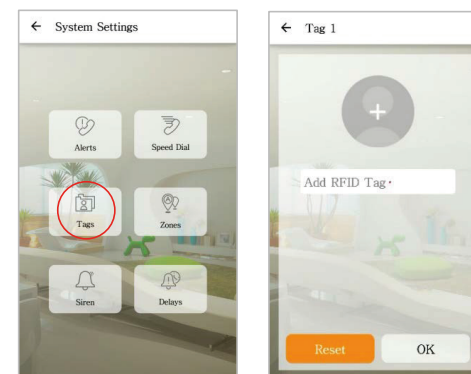 ← System Settings
Alerts
Speed Dial
Tags
Zones
Siren
Delays
← Tag 1
Add RFID Tag·
Reset
OK